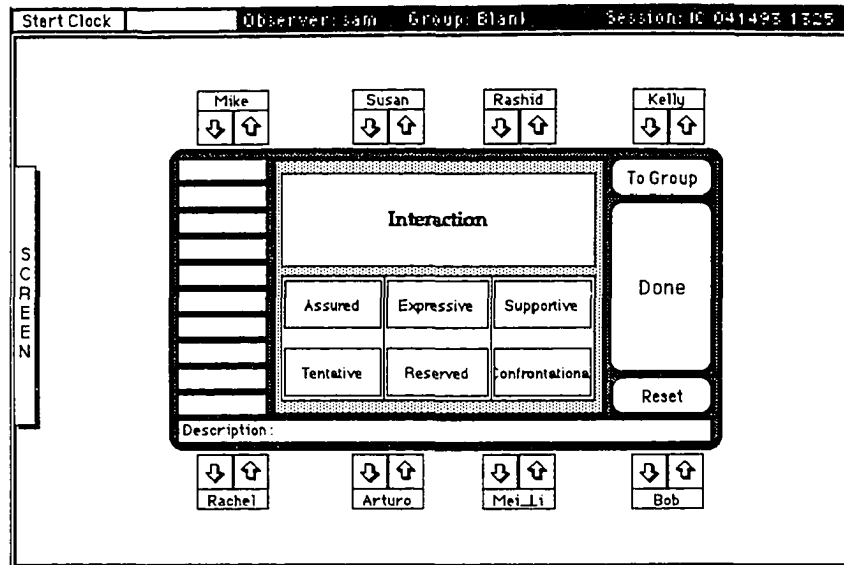 Start Clock Observer: sam Group: Blank Session: IC 041493 1325
Mike Susan Rashid Kelly
To Group
Interaction
SCREEN
Done
Assured Expressive Supportive
Tentative Reserved Confrontational
Reset
Description:
Rachel Arturo Mei_Li Bob